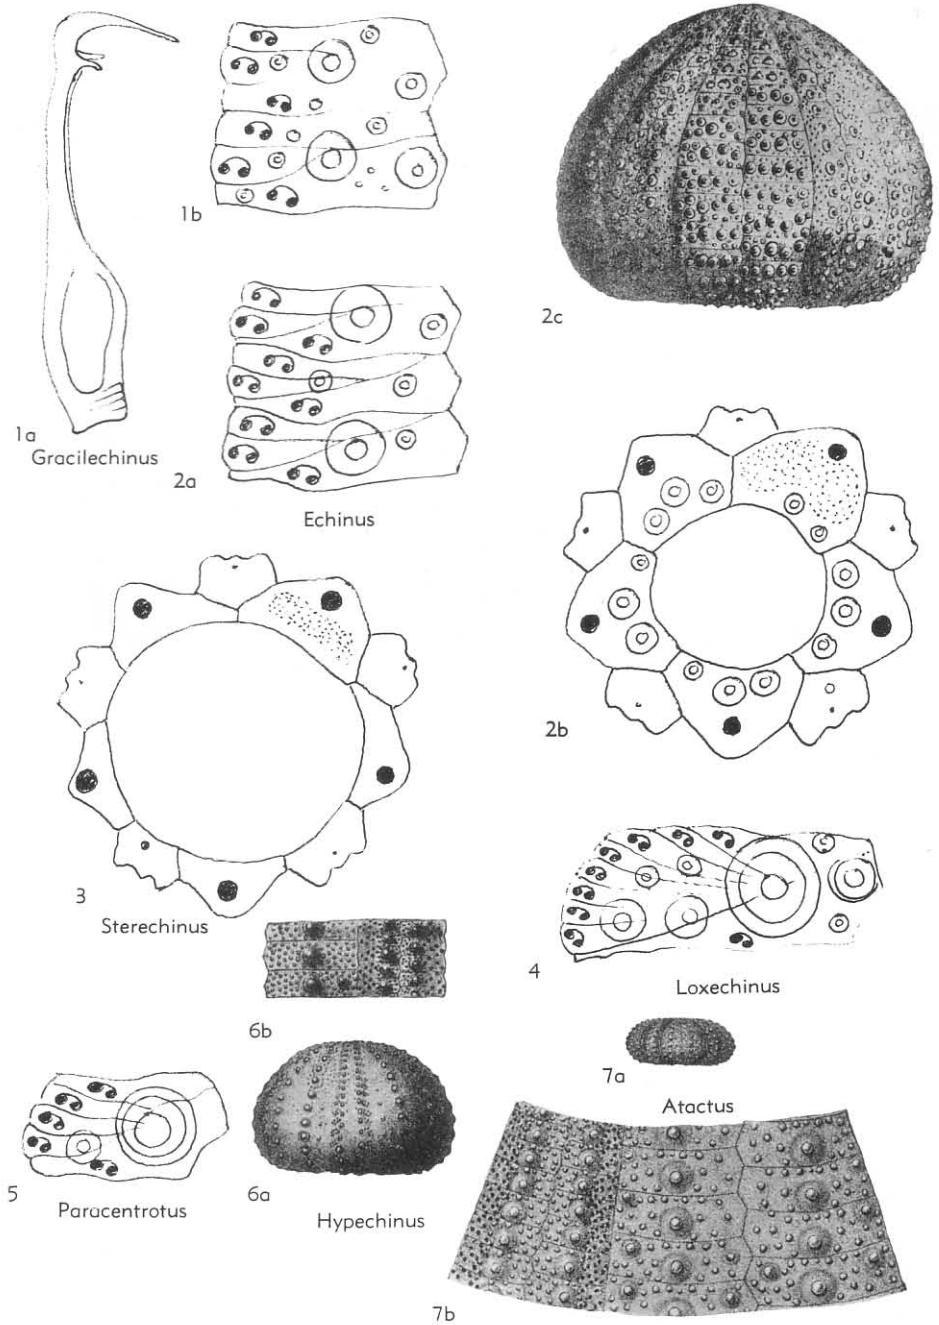 1b
2c
1a
Gracilechinus
2a
Echinus
2b
3
Sterechinus
4
Loxechinus
6b
7a
Atactus
5
Paracentrotus
6a
Hypechinus
7b